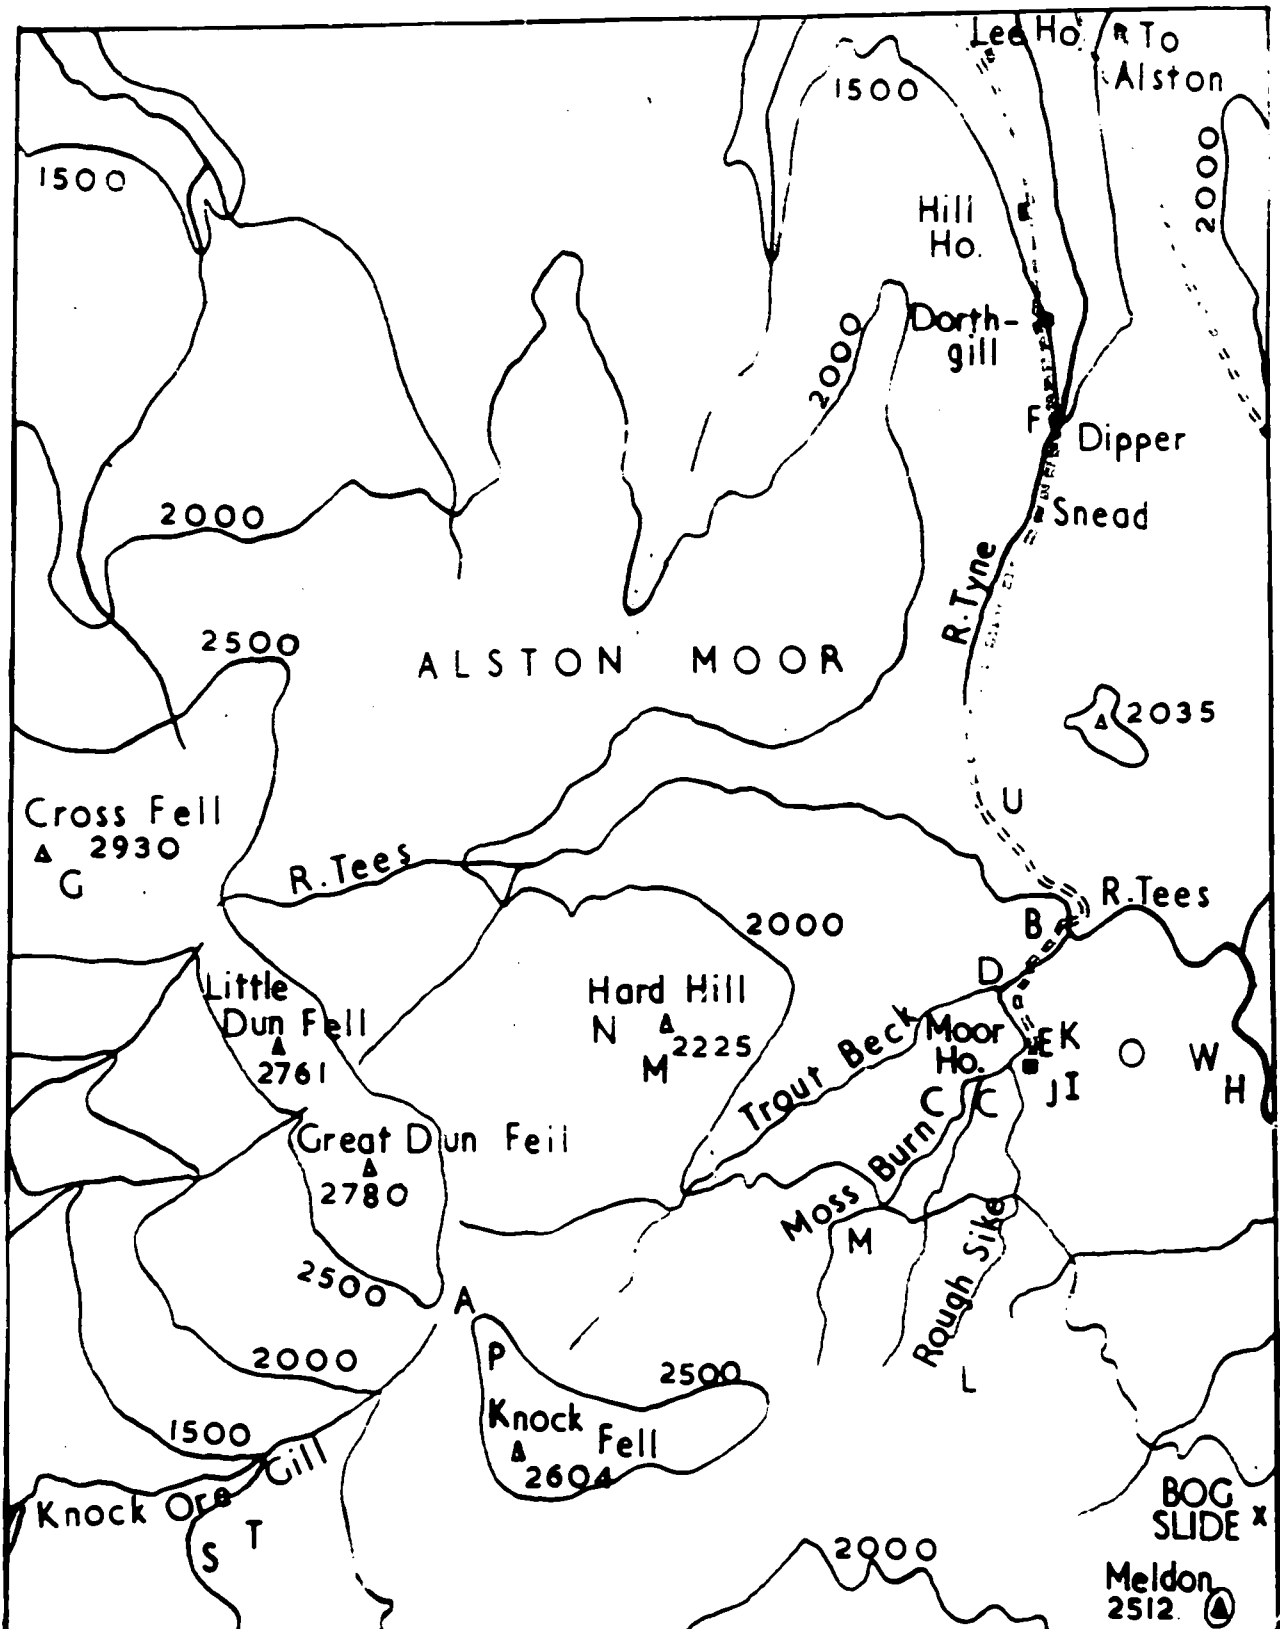 Lee Ho.
To
Alston
1500
1500
2000
Hill
Ho.
2000
Dorth-
gill
F
Dipper
Snead
2000
R. Tyne
2500
ALSTON MOOR
2035
U
Cross Fell
2930
G
R. Tees
R. Tees
B
2000
D
Little
Dun Fell
2761
Hard Hill
N
2225
M
Trout Beck
Moor
Ho.
E K
O
W
H
J I
C
C
Great Dun Fell
2780
Moss Burn
M
Rough Sike
L
2500
A
P
2000
2500
Knock Fell
2604
1500
Knock Ore Gill
S
T
BOG
SLIDE x
2000
Meldon
2512